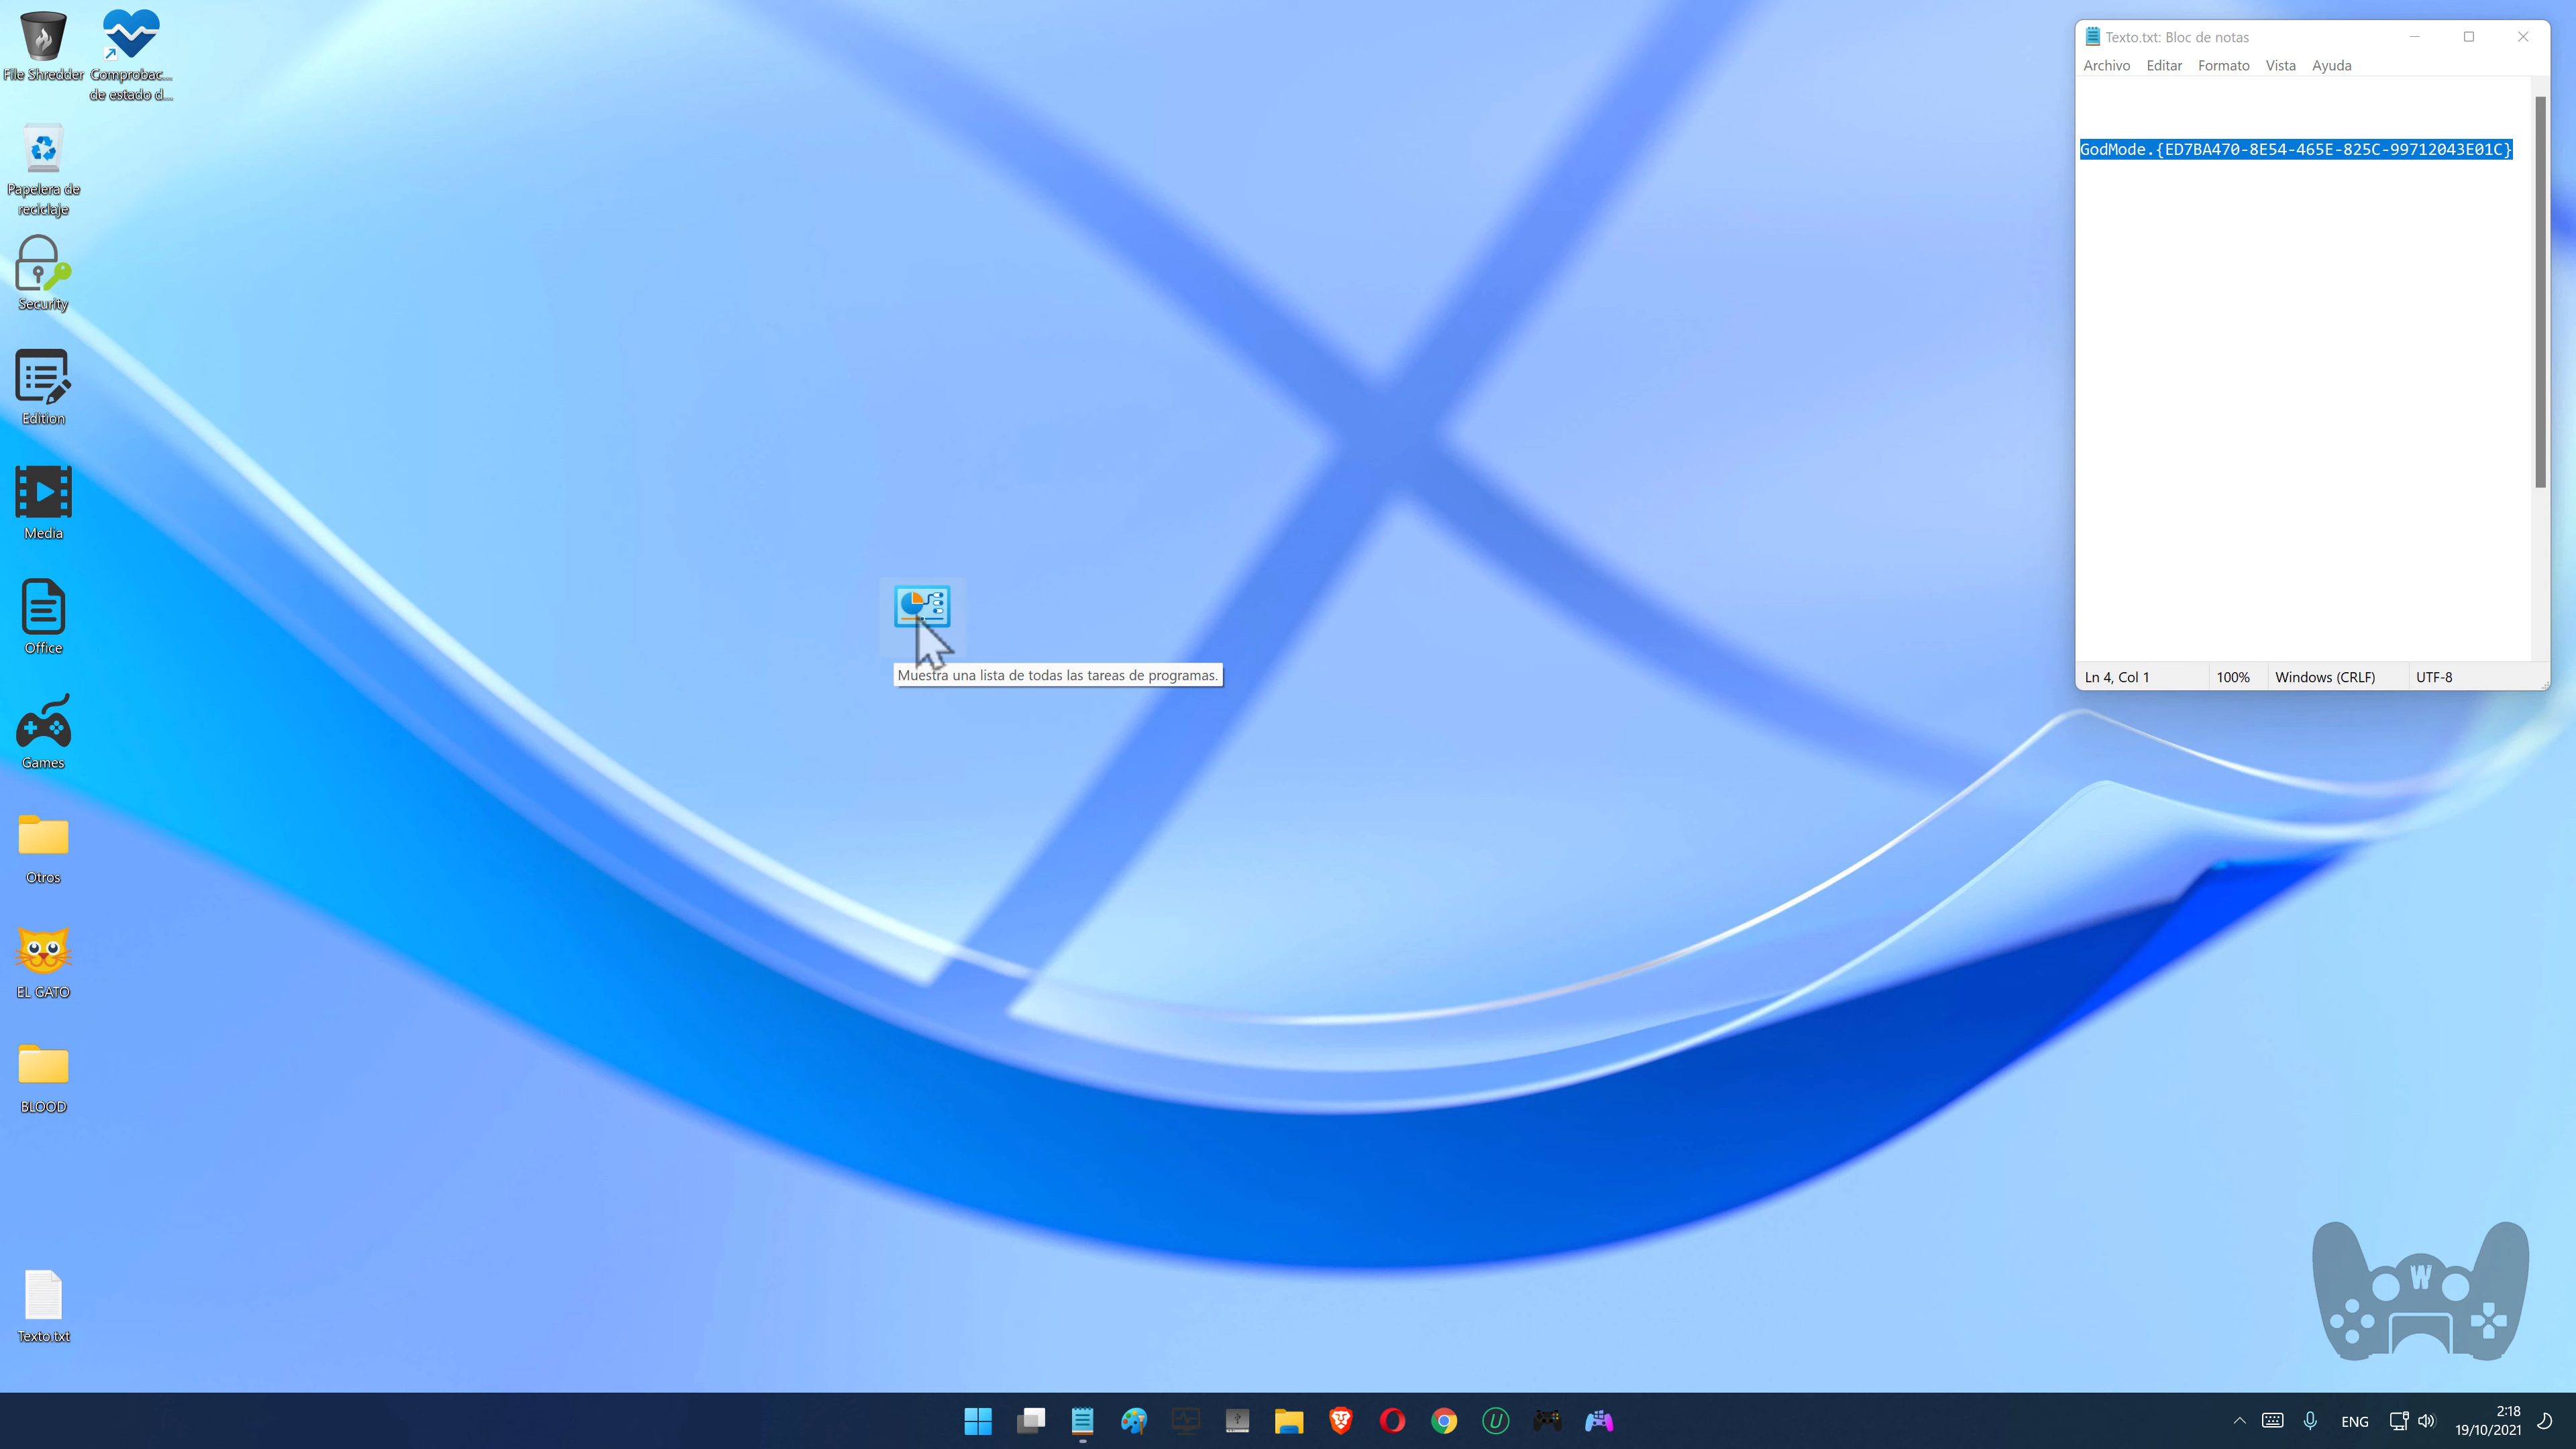 File Shredder
Comprobac...
de estado d...
Papelera de
reciclaje
Security
Edition
Media
Office
Games
Otros
EL GATO
BLOOD
Texto.txt
Muestra una lista de todas las tareas de programas.
Texto.txt: Bloc de notas
Archivo Editar Formato Vista Ayuda
GodMode.{ED7BA470-8E54-465E-825C-99712043E01C}
Ln 4, Col 1 100% Windows (CRLF) UTF-8
W
U
ENG
2:18
19/10/2021